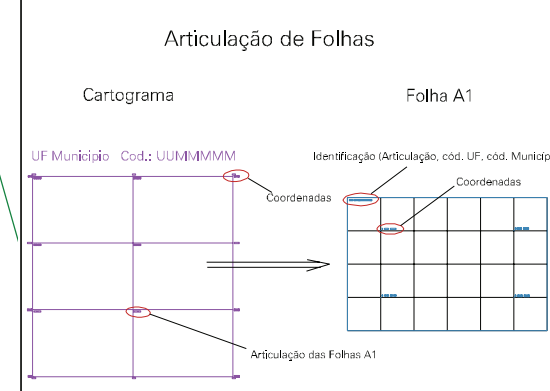 Articulação de Folhas
Cartograma
Folha A1
UF Municipio Cod.: UUMMMMM
Identificação (Articulação, cód. UF, cód. Municíp
Coordenadas
Coordenadas
Articulação das Folhas A1